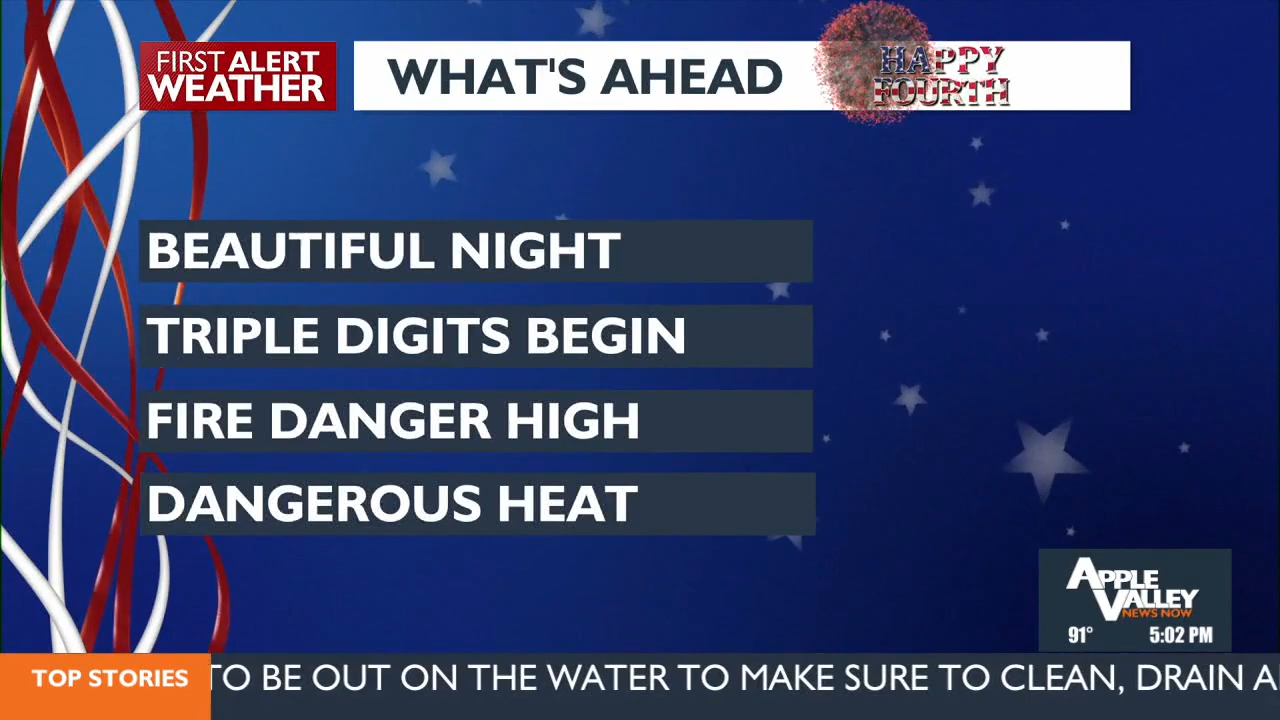 FIRST ALERT
WEATHER
WHAT'S AHEAD
HAPPY
FOURTH
BEAUTIFUL NIGHT
TRIPLE DIGITS BEGIN
FIRE DANGER HIGH
DANGEROUS HEAT
APPLE
VALLEY
NEWS NOW
91° 5:02 PM
TOP STORIES TO BE OUT ON THE WATER TO MAKE SURE TO CLEAN, DRAIN A